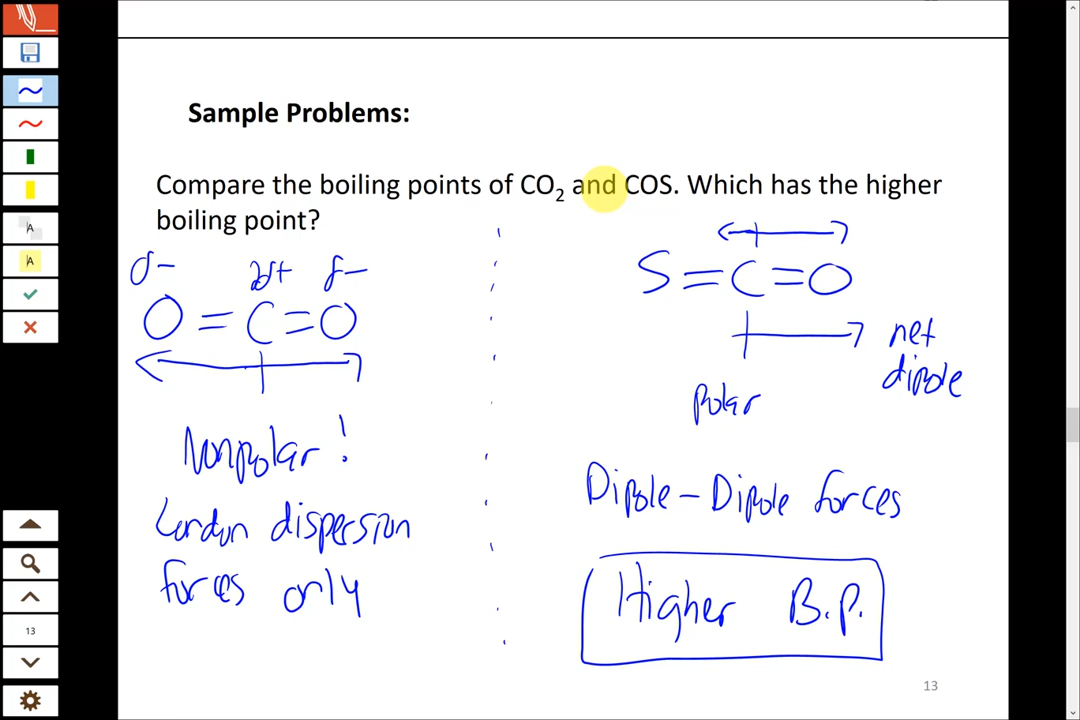 Sample Problems:
Compare the boiling points of CO₂ and COS. Which has the higher
boiling point?
δ− 2δ+ δ−
O=C=O
Nonpolar!
London dispersion
forces only
S=C=O
net
dipole
polar
Dipole-Dipole forces
Higher B.P.
A
A
13
13